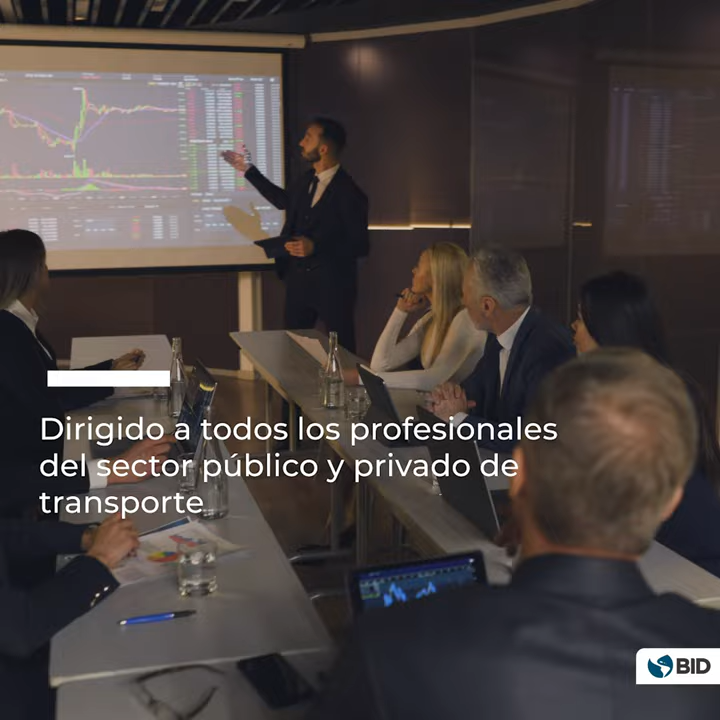 Dirigido a todos los profesionales
del sector público y privado de
transporte
BID